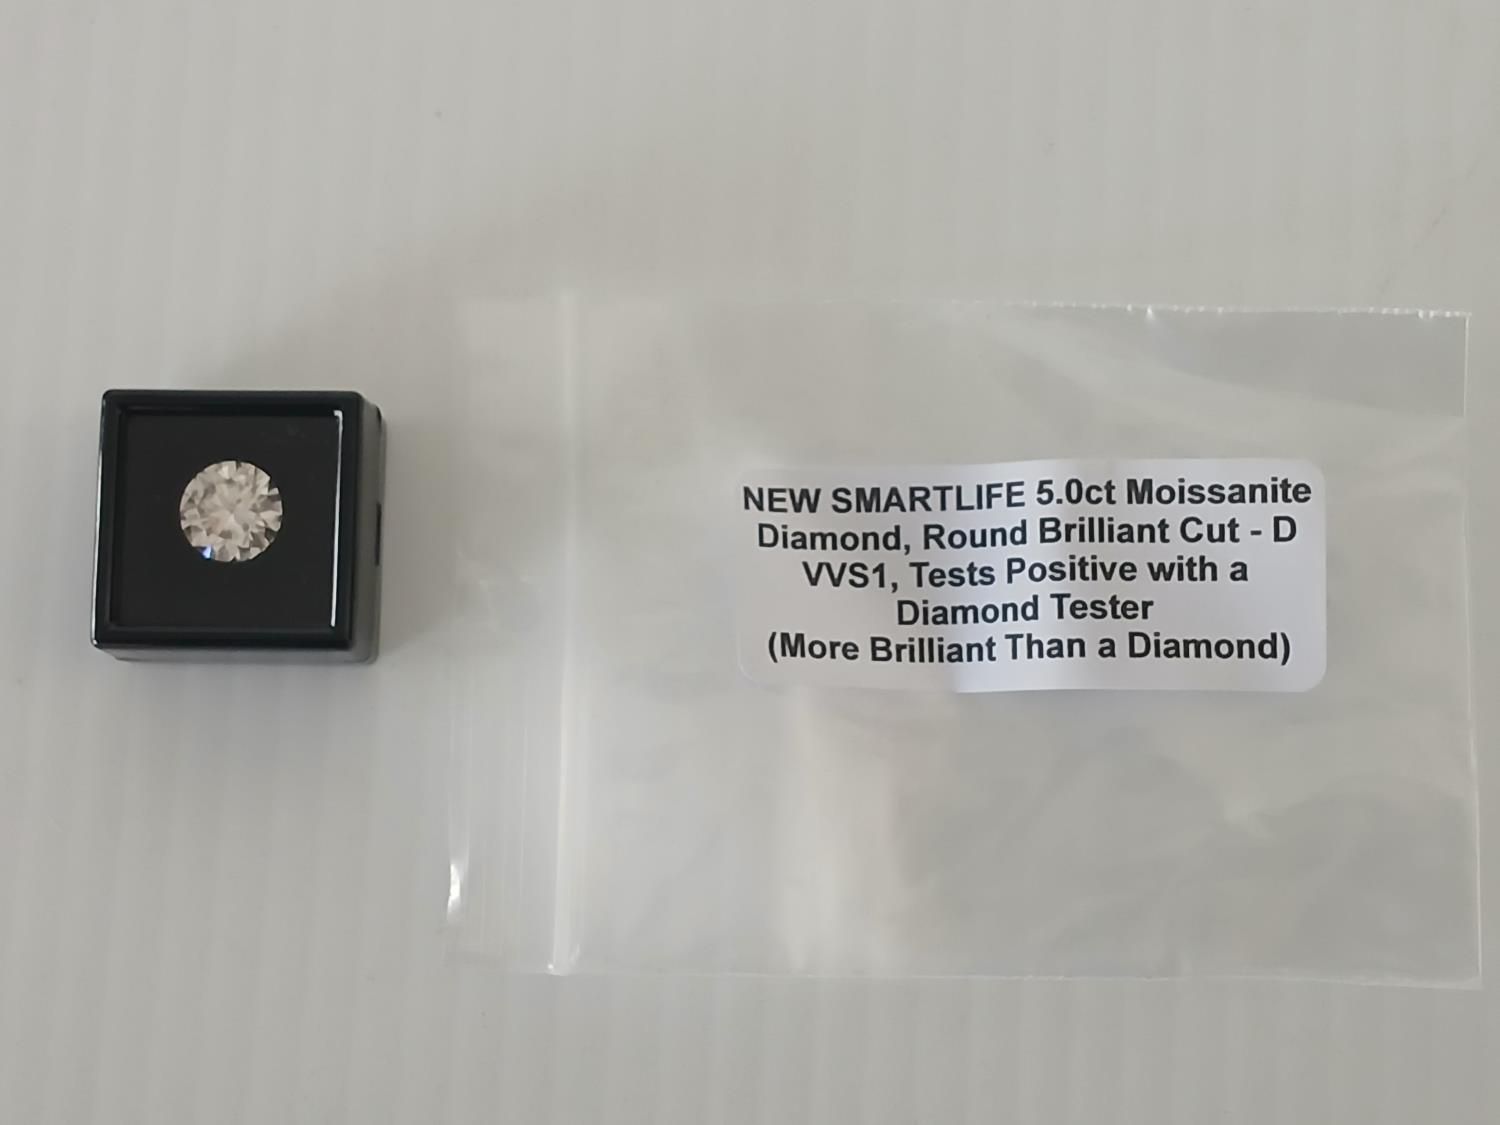 NEW SMARTLIFE 5.0ct Moissanite
Diamond, Round Brilliant Cut - D
VVS1, Tests Positive with a
Diamond Tester
(More Brilliant Than a Diamond)